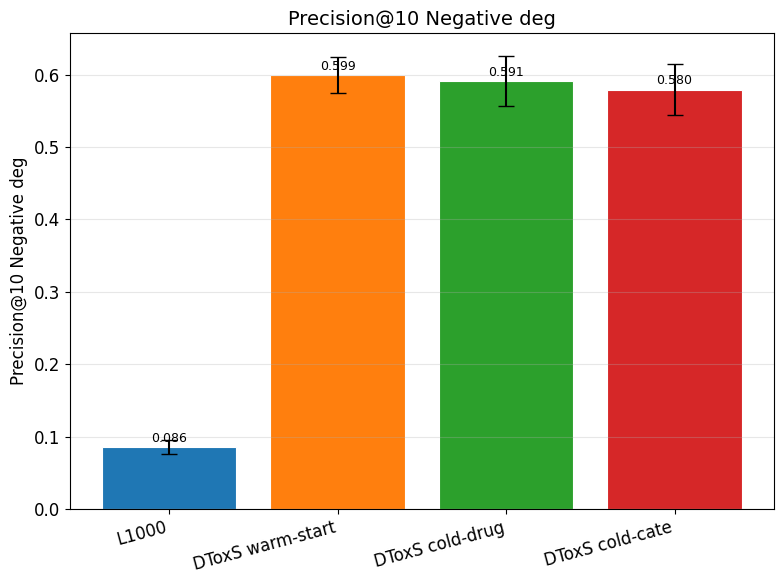 Precision@10 Negative deg
Precision@10 Negative deg
0.6
0.5
0.4
0.3
0.2
0.1
0.0
0.086
0.599
0.591
0.580
L1000
DToxS warm-start
DToxS cold-drug
DToxS cold-cate